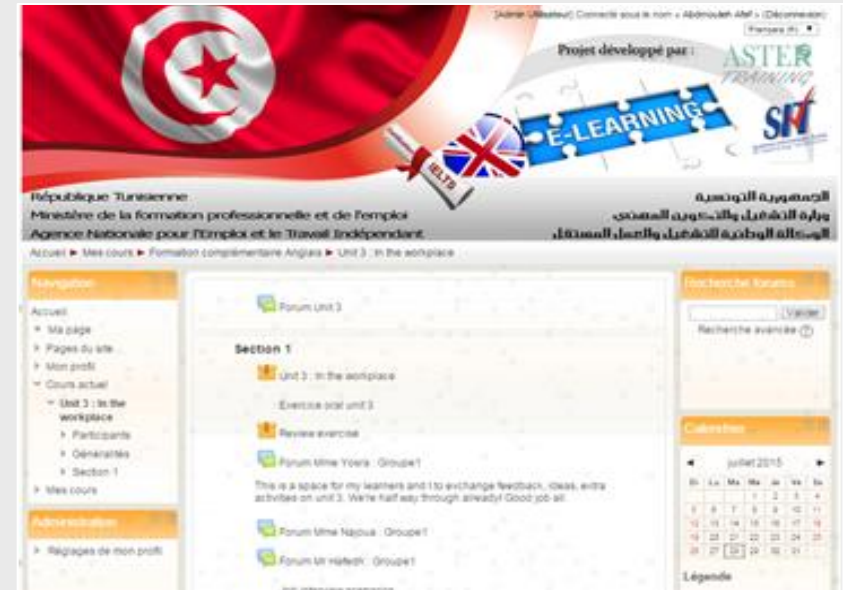 [Admin Utilisateur] Connecté sous le nom « Abdmouleh Afef » (Déconnexion)
Français (fr)
Projet développé par :
ASTER
TRAINING
E-LEARNING
IELTS
République Tunisienne
Ministère de la formation professionnelle et de l'emploi
Agence Nationale pour l'Emploi et le Travail Indépendant
الجمهورية التونسية
وزارة التشغيل والتكوين المهني
الوكالة الوطنية للتشغيل والعمل المستقل
Accueil ► Mes cours ► Formation complémentaire Anglais ► Unit 3 : In the workplace
Navigation
Accueil
Ma page
Pages du site
Mon profil
Cours actuel
Unit 3 : In the
workplace
Participants
Généralités
Section 1
Mes cours
Administration
Réglages de mon profil
Forum Unit 3
Section 1
Unit 3 : In the workplace
Exercice oral unit 3
Review exercise
Forum Mme Yosra : Groupe1
This is a space for my learners and I to exchange feedback, ideas, extra
activities on unit 3. We're half way through already! Good job all.
Forum Mme Najoua : Groupe1
Forum Mr Hafedh : Groupe1
Recherche forums
Valider
Recherche avancée
Calendrier
◄ juillet 2015 ►
Di Lu Ma Me Je Ve Sa
1 2 3 4
5 6 7 8 9 10 11
12 13 14 15 16 17 18
19 20 21 22 23 24 25
26 27 28 29 30 31
Légende